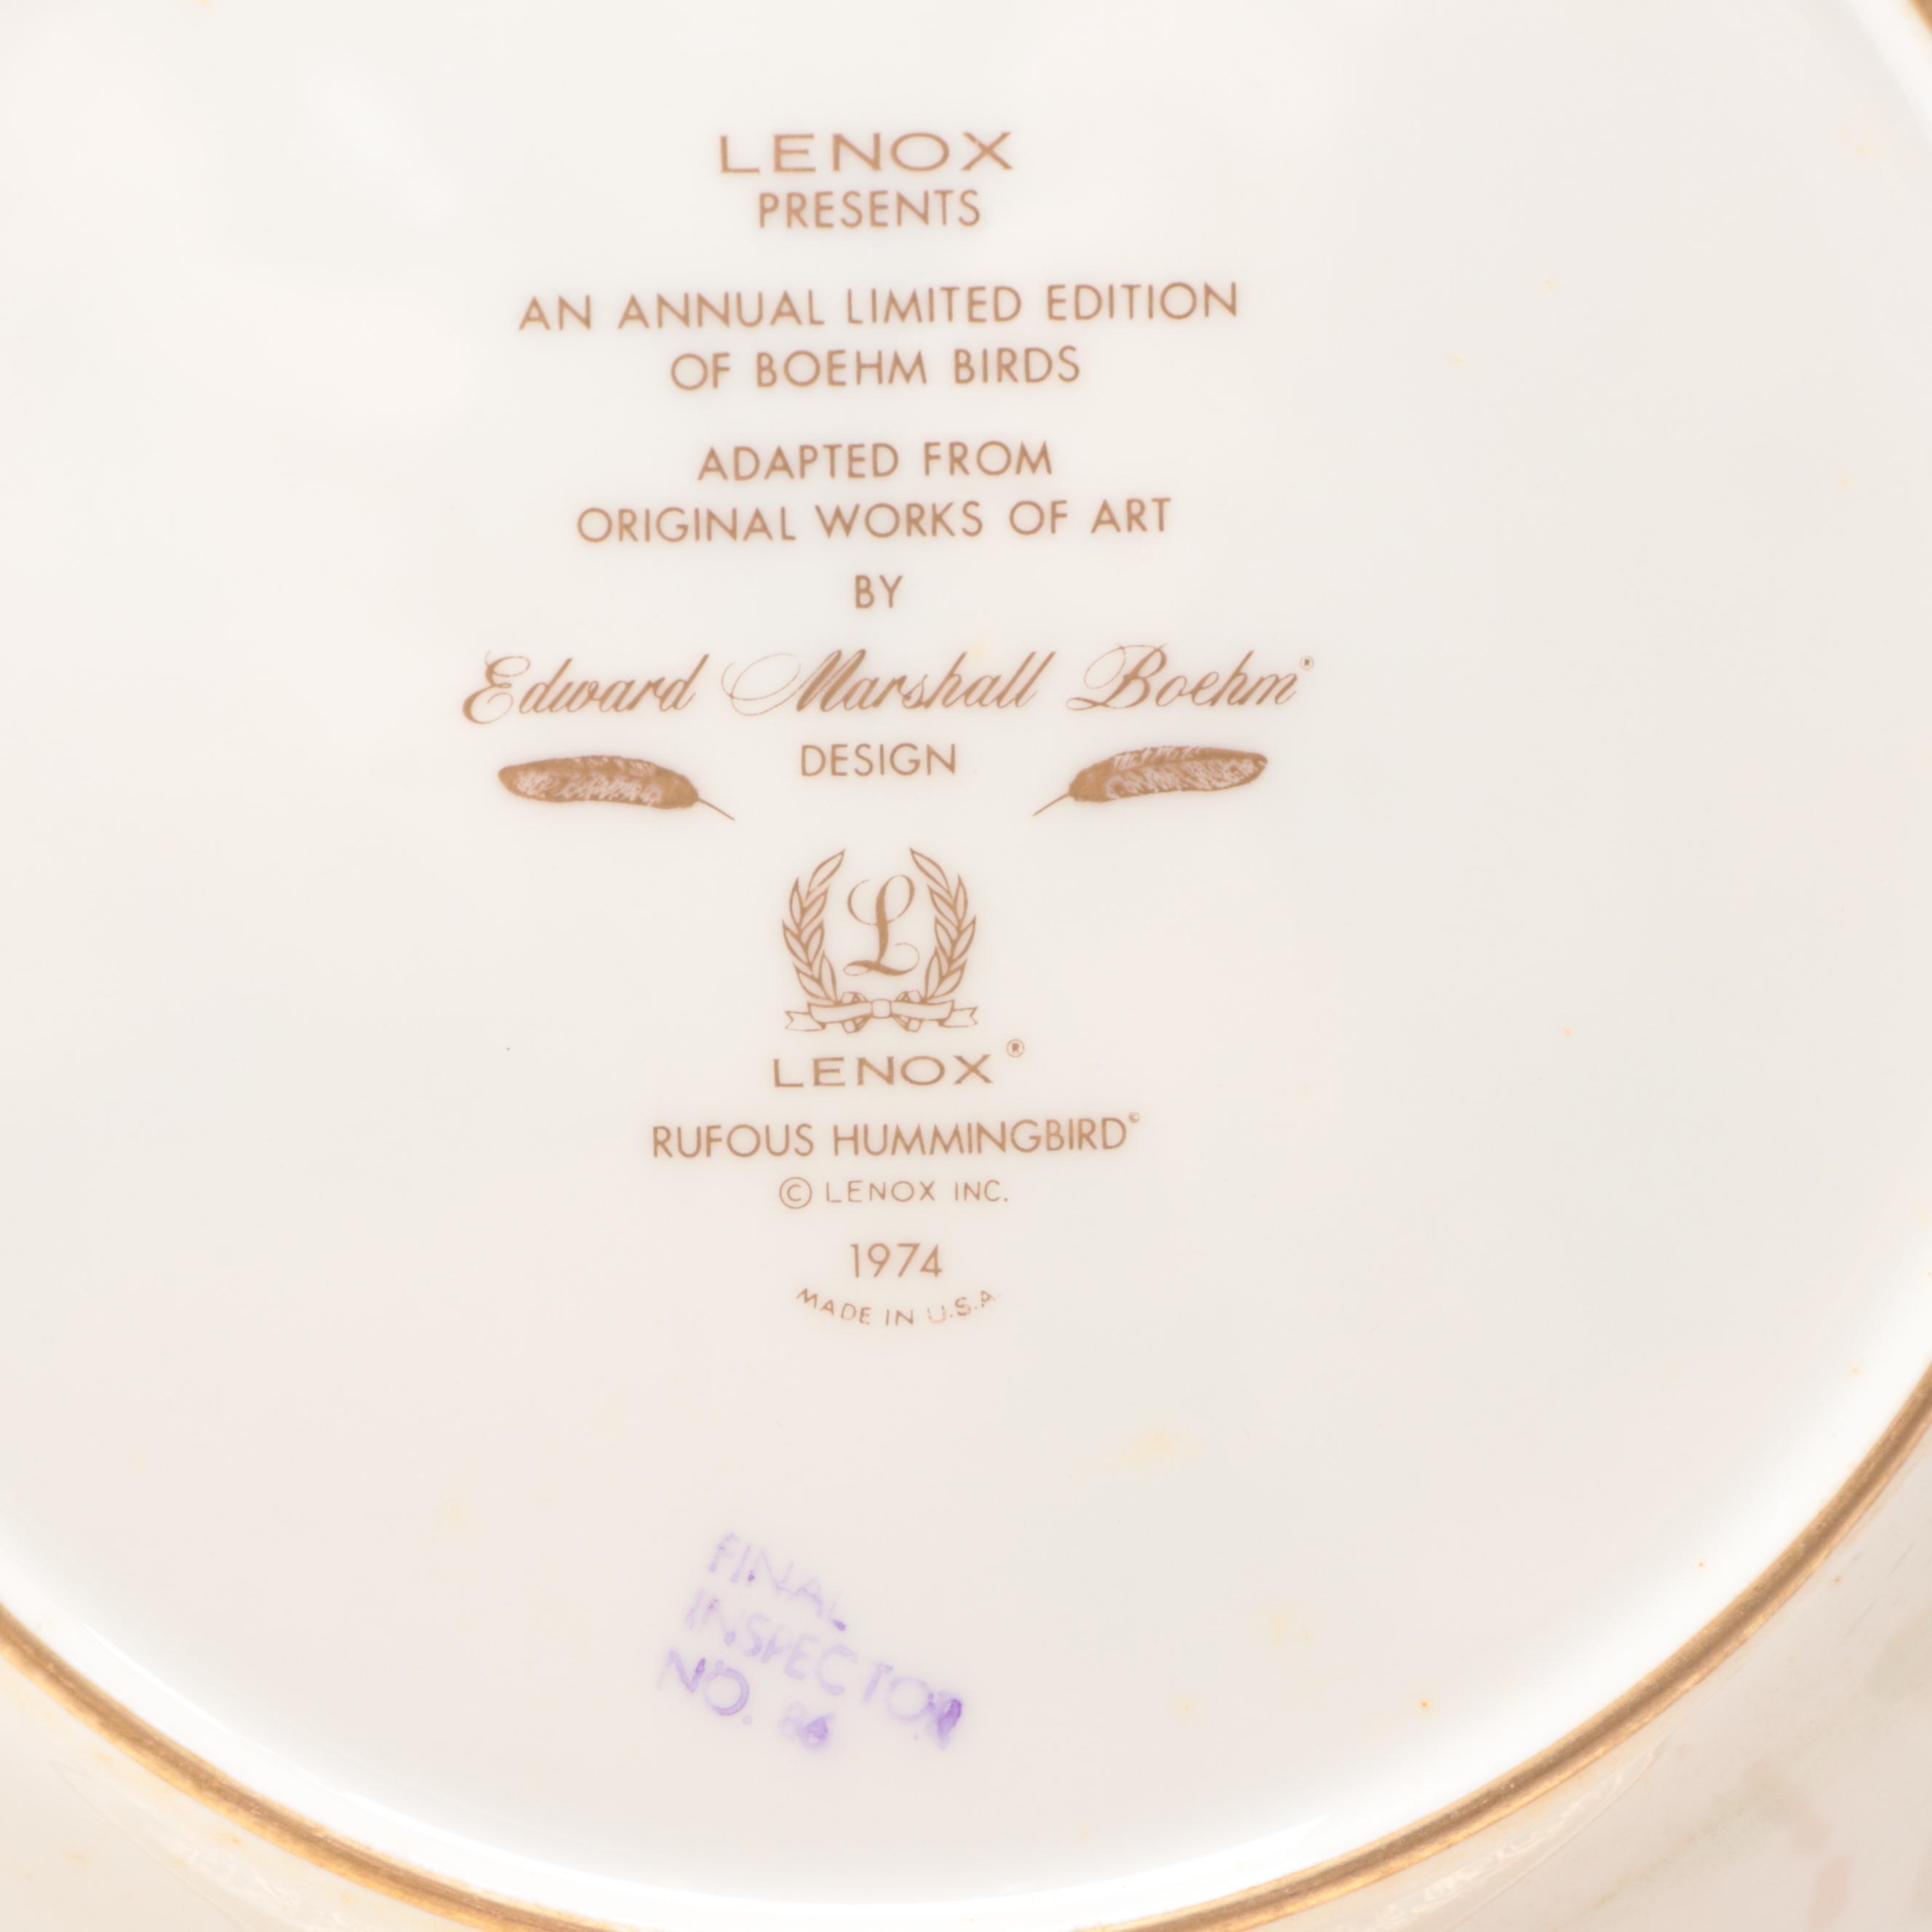 LENOX
PRESENTS
AN ANNUAL LIMITED EDITION
OF BOEHM BIRDS
ADAPTED FROM
ORIGINAL WORKS OF ART
BY
Edward Marshall Boehm®
DESIGN
L
LENOX®
RUFOUS HUMMINGBIRD©
© LENOX INC.
1974
MADE IN U.S.A.
FINAL
INSPECTOR
NO.